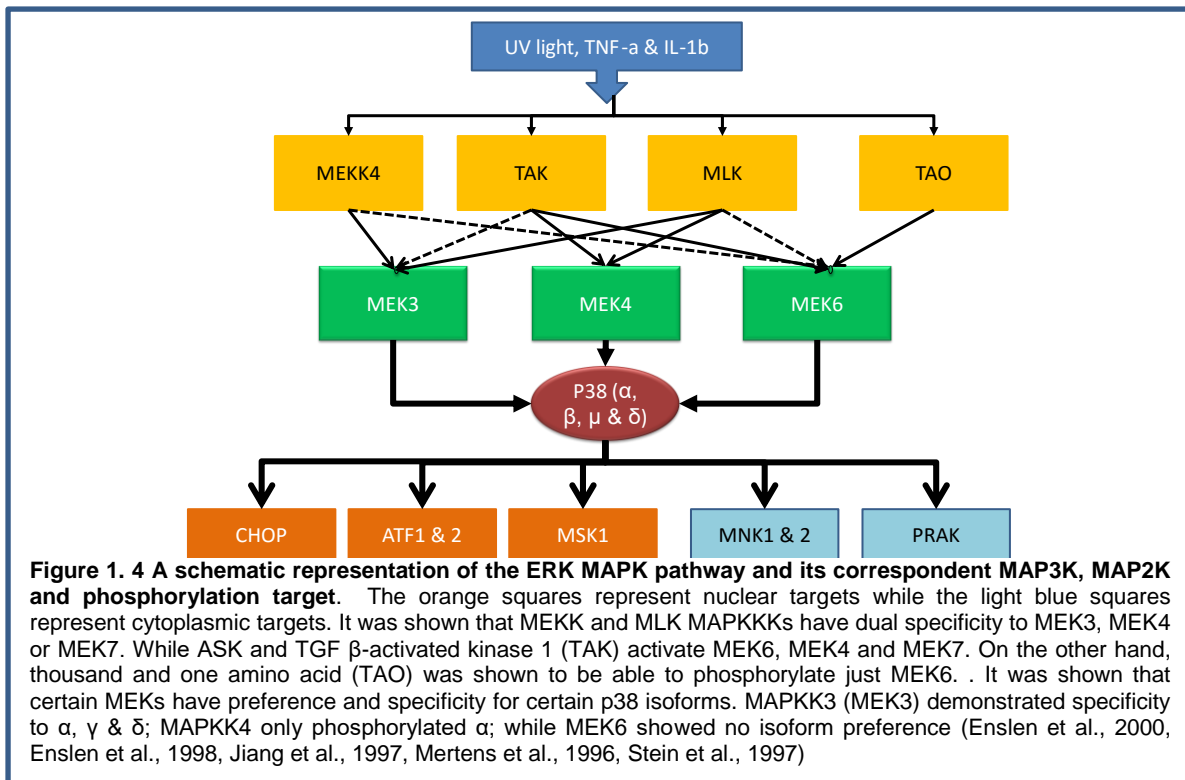 UV light, TNF-a & IL-1b
MEKK4
TAK
MLK
TAO
MEK3
MEK4
MEK6
P38 (α,
β, μ & δ)
CHOP
ATF1 & 2
MSK1
MNK1 & 2
PRAK
Figure 1. 4 A schematic representation of the ERK MAPK pathway and its correspondent MAP3K, MAP2K
and phosphorylation target. The orange squares represent nuclear targets while the light blue squares
represent cytoplasmic targets. It was shown that MEKK and MLK MAPKKKs have dual specificity to MEK3, MEK4
or MEK7. While ASK and TGF β-activated kinase 1 (TAK) activate MEK6, MEK4 and MEK7. On the other hand,
thousand and one amino acid (TAO) was shown to be able to phosphorylate just MEK6. . It was shown that
certain MEKs have preference and specificity for certain p38 isoforms. MAPKK3 (MEK3) demonstrated specificity
to α, γ & δ; MAPKK4 only phosphorylated α; while MEK6 showed no isoform preference (Enslen et al., 2000,
Enslen et al., 1998, Jiang et al., 1997, Mertens et al., 1996, Stein et al., 1997)